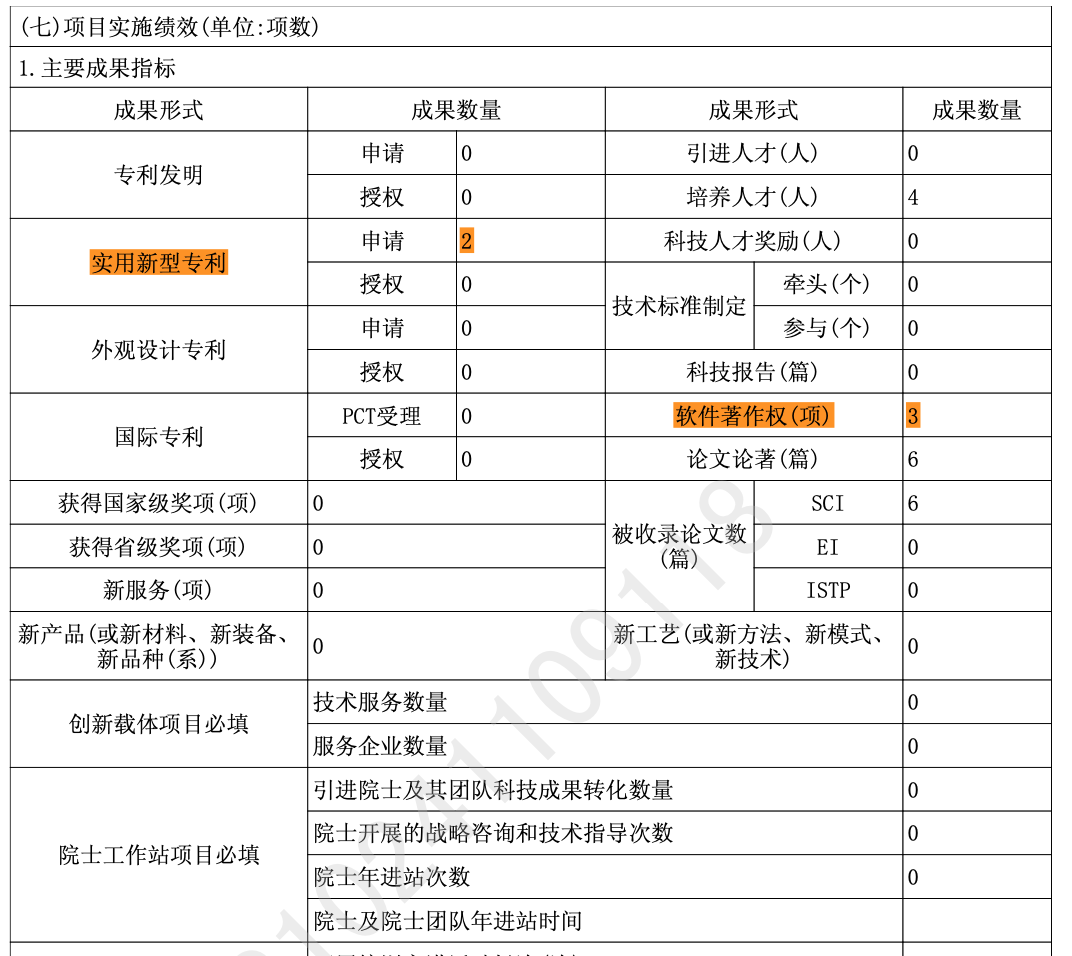 (七)项目实施绩效(单位:项数)
1.主要成果指标
成果形式 成果数量 成果形式 成果数量
专利发明 申请 0 引进人才(人) 0
授权 0 培养人才(人) 4
实用新型专利 申请 2 科技人才奖励(人) 0
授权 0 技术标准制定 牵头(个) 0
外观设计专利 申请 0 参与(个) 0
授权 0 科技报告(篇) 0
国际专利 PCT受理 0 软件著作权(项) 3
授权 0 论文论著(篇) 6
获得国家级奖项(项) 0 被收录论文数(篇) SCI 6
获得省级奖项(项) 0 EI 0
新服务(项) 0 ISTP 0
新产品(或新材料、新装备、
新品种(系)) 0 新工艺(或新方法、新模式、
新技术) 0
创新载体项目必填 技术服务数量 0
服务企业数量 0
院士工作站项目必填 引进院士及其团队科技成果转化数量 0
院士开展的战略咨询和技术指导次数 0
院士年进站次数 0
院士及院士团队年进站时间